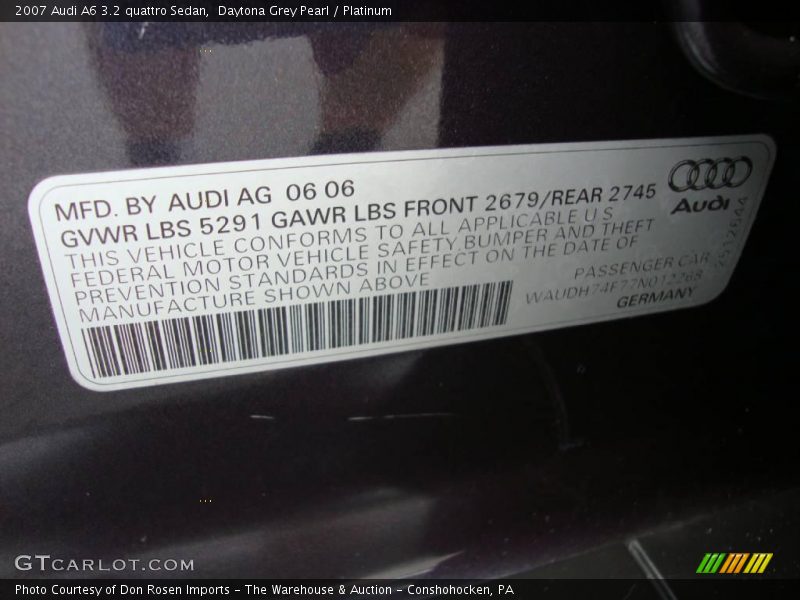 2007 Audi A6 3.2 quattro Sedan,  Daytona Grey Pearl / Platinum
MFD. BY AUDI AG  06 06
GVWR LBS 5291 GAWR LBS FRONT 2679/REAR 2745
THIS VEHICLE CONFORMS TO ALL APPLICABLE U S
FEDERAL MOTOR VEHICLE SAFETY, BUMPER AND THEFT
PREVENTION STANDARDS IN EFFECT ON THE DATE OF
MANUFACTURE SHOWN ABOVE
Audi
PASSENGER CAR
WAUDH74F77N012268
GERMANY
GTCARLOT.COM
Photo Courtesy of Don Rosen Imports – The Warehouse & Auction – Conshohocken, PA